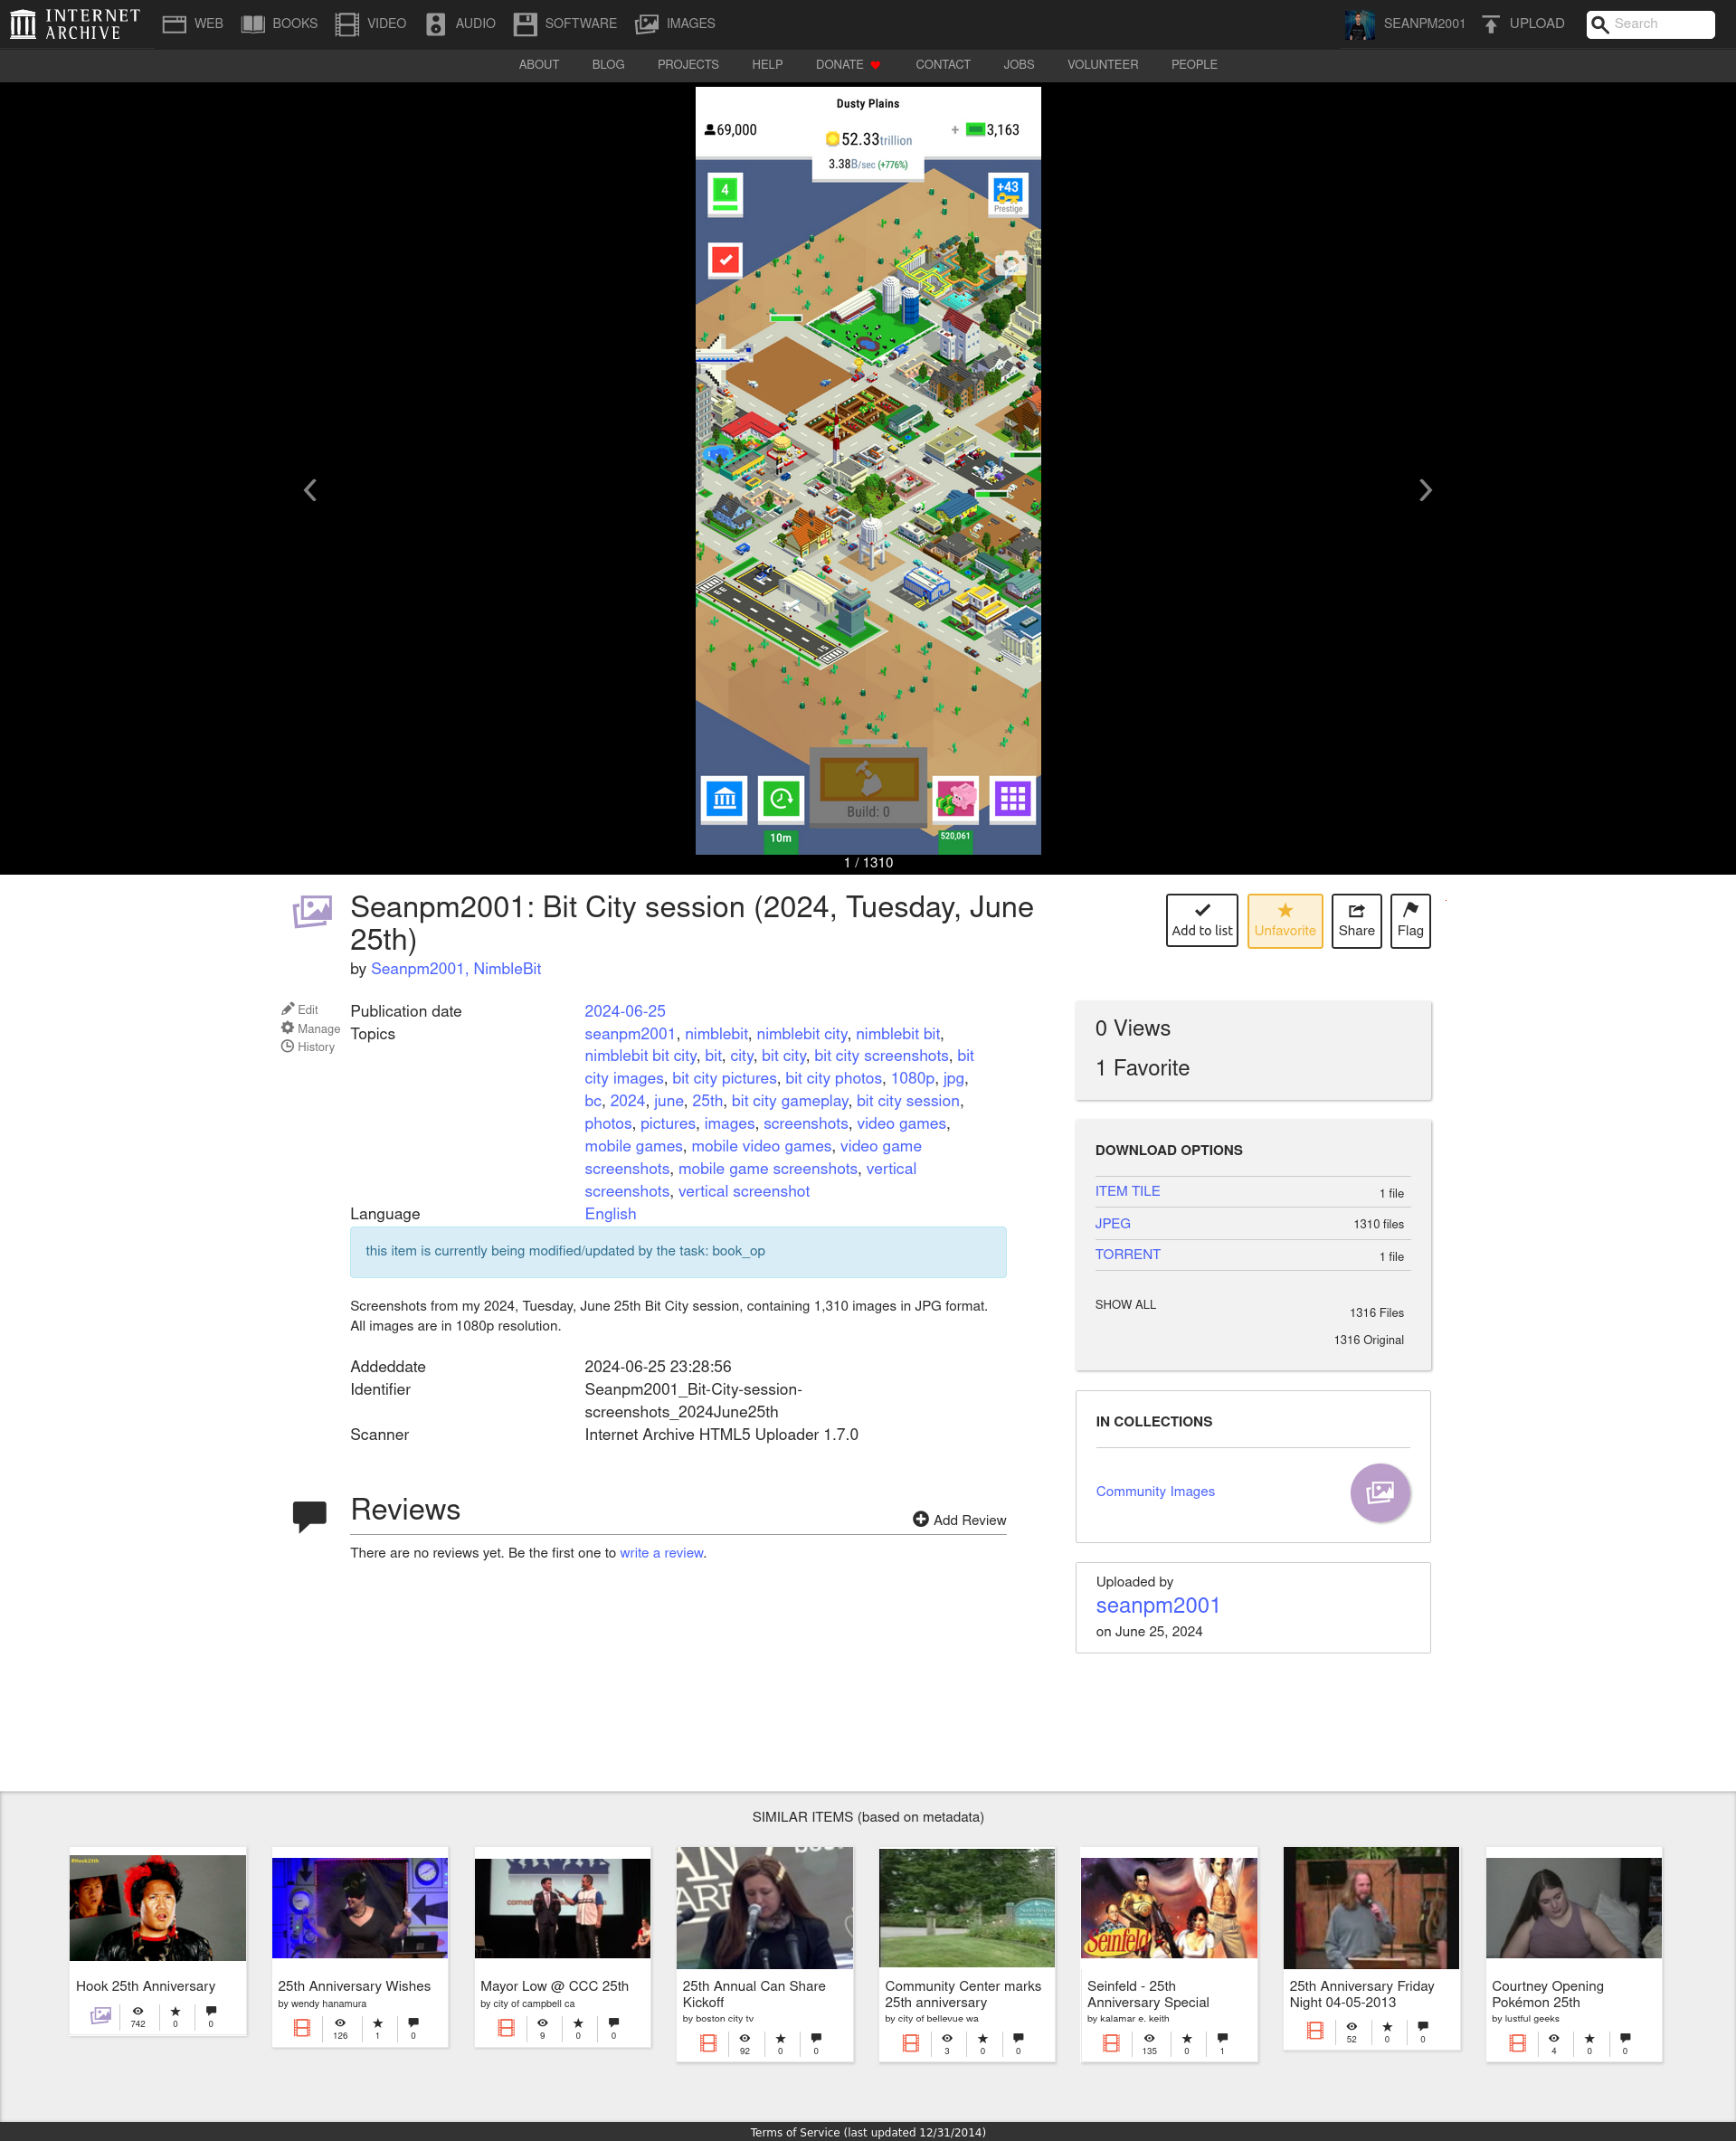 INTERNET ARCHIVE
WEB BOOKS VIDEO AUDIO SOFTWARE IMAGES SEANPM2001 UPLOAD Search
ABOUT BLOG PROJECTS HELP DONATE CONTACT JOBS VOLUNTEER PEOPLE
Dusty Plains
69,000 52.33trillion + 3,163
3.38B/sec (+776%)
4 +43
Prestige
Build: 0
10m 520,061
1 / 1310
Seanpm2001: Bit City session (2024, Tuesday, June
25th)
by Seanpm2001, NimbleBit
Add to list Unfavorite Share Flag
Edit
Manage
History
Publication date 2024-06-25
Topics seanpm2001, nimblebit, nimblebit city, nimblebit bit,
nimblebit bit city, bit, city, bit city, bit city screenshots, bit
city images, bit city pictures, bit city photos, 1080p, jpg,
bc, 2024, june, 25th, bit city gameplay, bit city session,
photos, pictures, images, screenshots, video games,
mobile games, mobile video games, video game
screenshots, mobile game screenshots, vertical
screenshots, vertical screenshot
Language English
this item is currently being modified/updated by the task: book_op
Screenshots from my 2024, Tuesday, June 25th Bit City session, containing 1,310 images in JPG format.
All images are in 1080p resolution.
Addeddate 2024-06-25 23:28:56
Identifier Seanpm2001_Bit-City-session-
screenshots_2024June25th
Scanner Internet Archive HTML5 Uploader 1.7.0
Reviews
Add Review
There are no reviews yet. Be the first one to write a review.
0 Views
1 Favorite
DOWNLOAD OPTIONS
ITEM TILE 1 file
JPEG 1310 files
TORRENT 1 file
SHOW ALL 1316 Files
1316 Original
IN COLLECTIONS
Community Images
Uploaded by
seanpm2001
on June 25, 2024
SIMILAR ITEMS (based on metadata)
Hook 25th Anniversary
742 0 0
25th Anniversary Wishes
by wendy hanamura
126 1 0
Mayor Low @ CCC 25th
by city of campbell ca
9 0 0
25th Annual Can Share
Kickoff
by boston city tv
92 0 0
Community Center marks
25th anniversary
by city of bellevue wa
3 0 0
Seinfeld
Seinfeld - 25th
Anniversary Special
by kalamar e. keith
135 0 1
25th Anniversary Friday
Night 04-05-2013
52 0 0
Courtney Opening
Pokémon 25th
by lustful geeks
4 0 0
Terms of Service (last updated 12/31/2014)